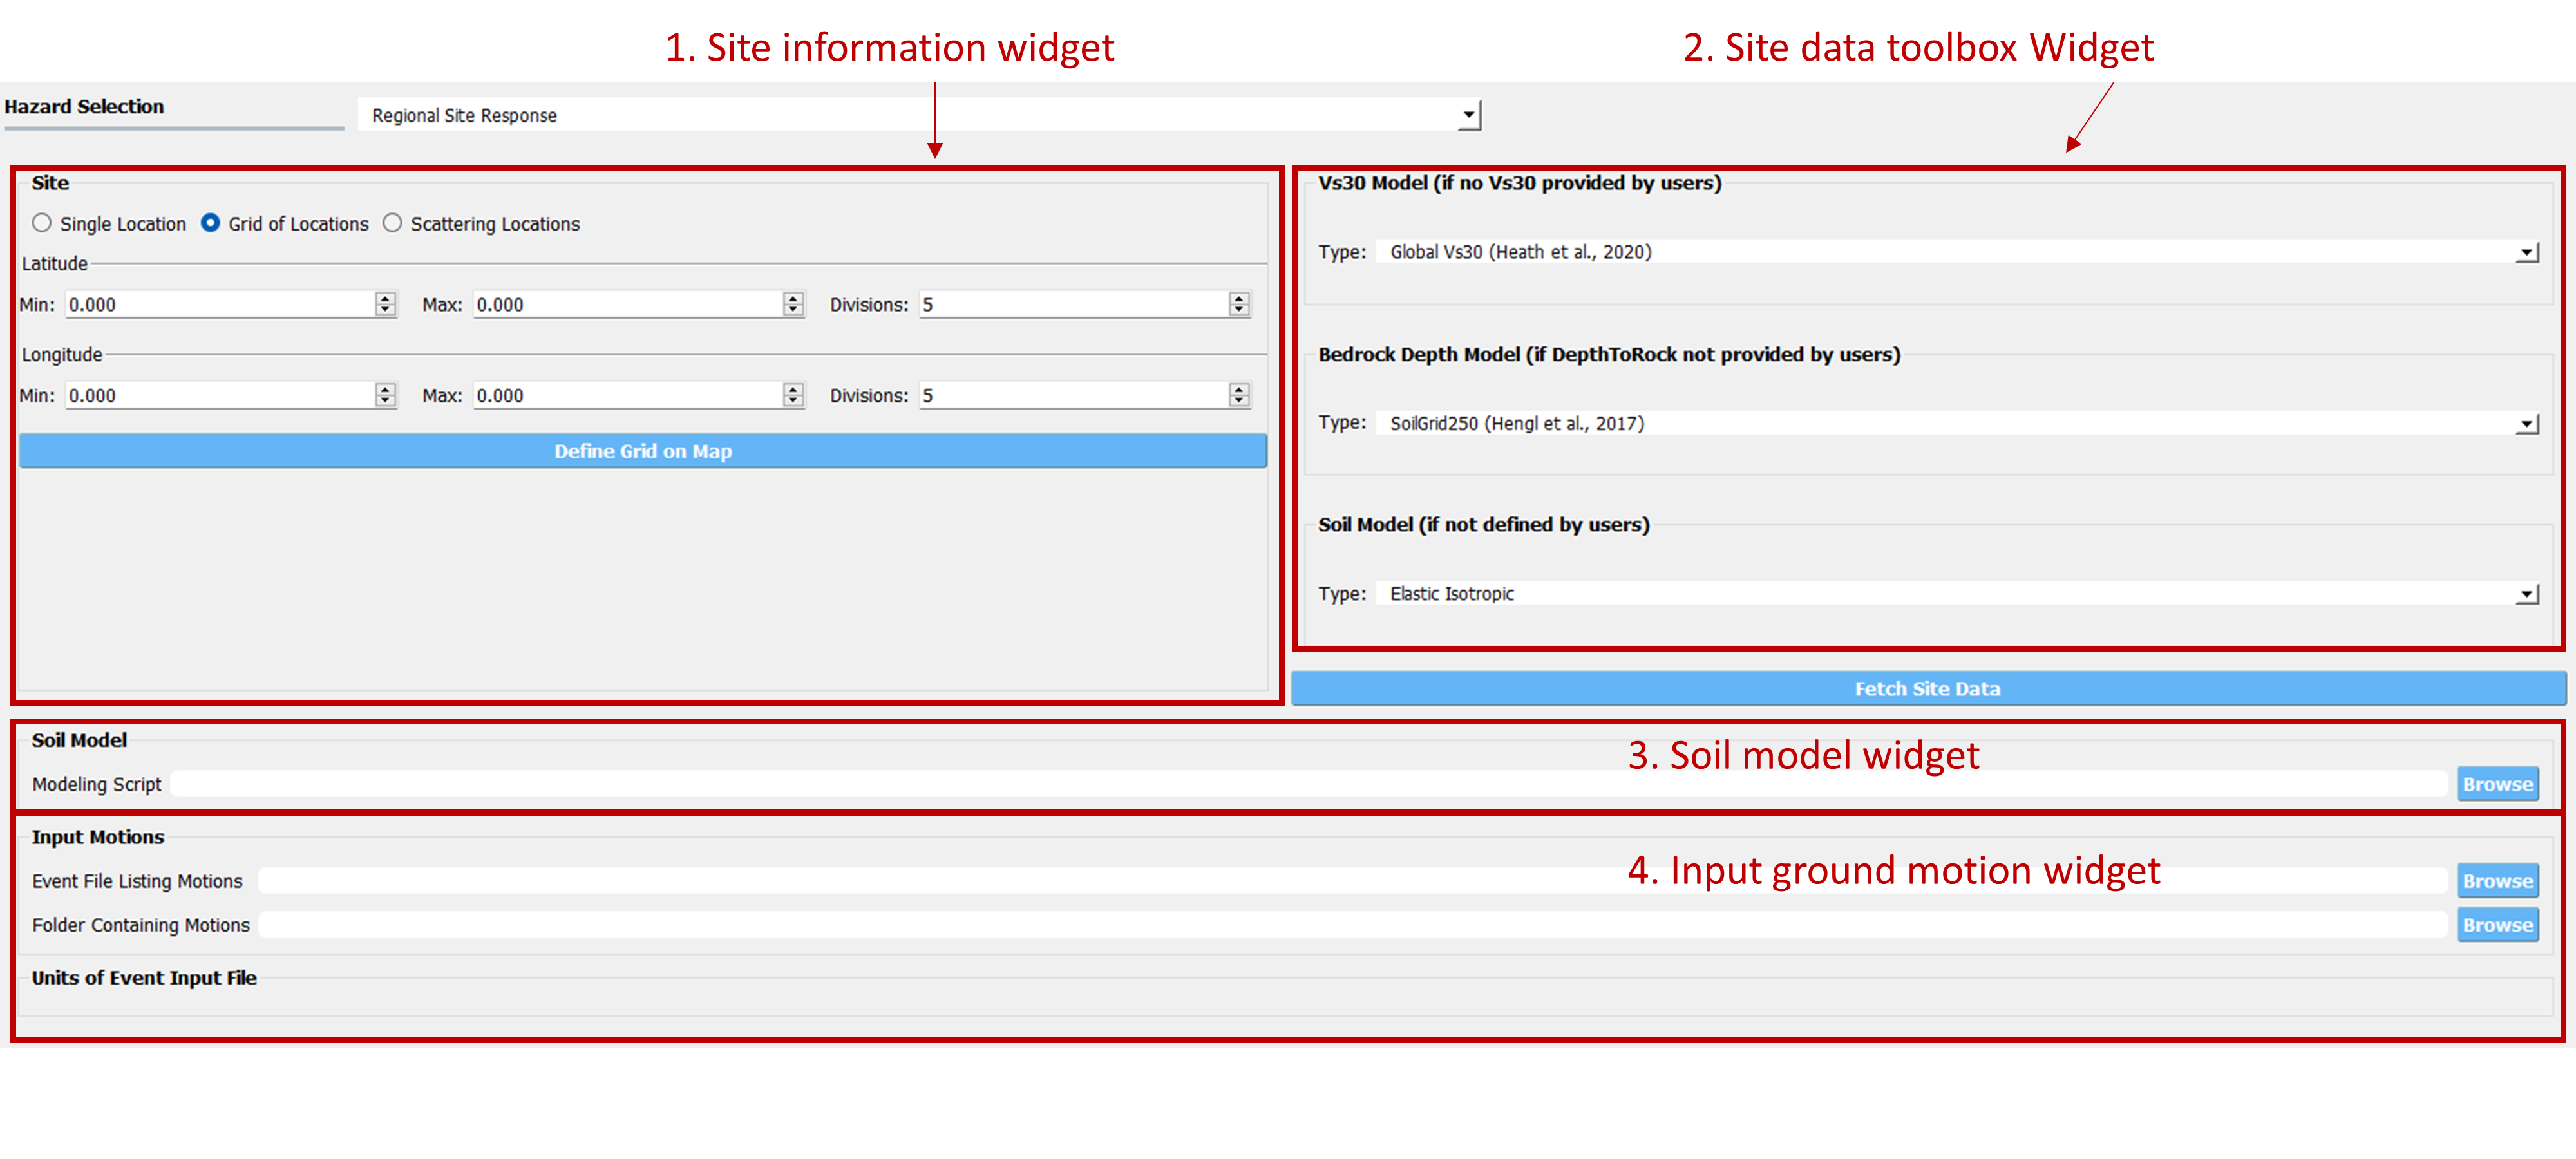 1. Site information widget
2. Site data toolbox Widget
Hazard Selection
Regional Site Response
Site
Single Location Grid of Locations Scattering Locations
Latitude
Min: 0.000 Max: 0.000 Divisions: 5
Longitude
Min: 0.000 Max: 0.000 Divisions: 5
Define Grid on Map
Vs30 Model (if no Vs30 provided by users)
Type: Global Vs30 (Heath et al., 2020)
Bedrock Depth Model (if DepthToRock not provided by users)
Type: SoilGrid250 (Hengl et al., 2017)
Soil Model (if not defined by users)
Type: Elastic Isotropic
Fetch Site Data
Soil Model
3. Soil model widget
Modeling Script Browse
Input Motions
4. Input ground motion widget
Event File Listing Motions Browse
Folder Containing Motions Browse
Units of Event Input File